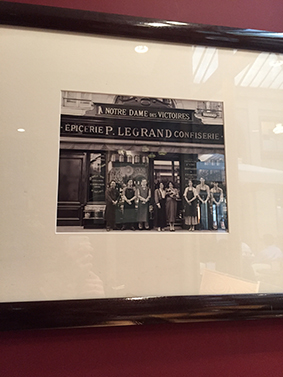 A NOTRE DAME DES VICTOIRES
EPICERIE P. LEGRAND CONFISERIE